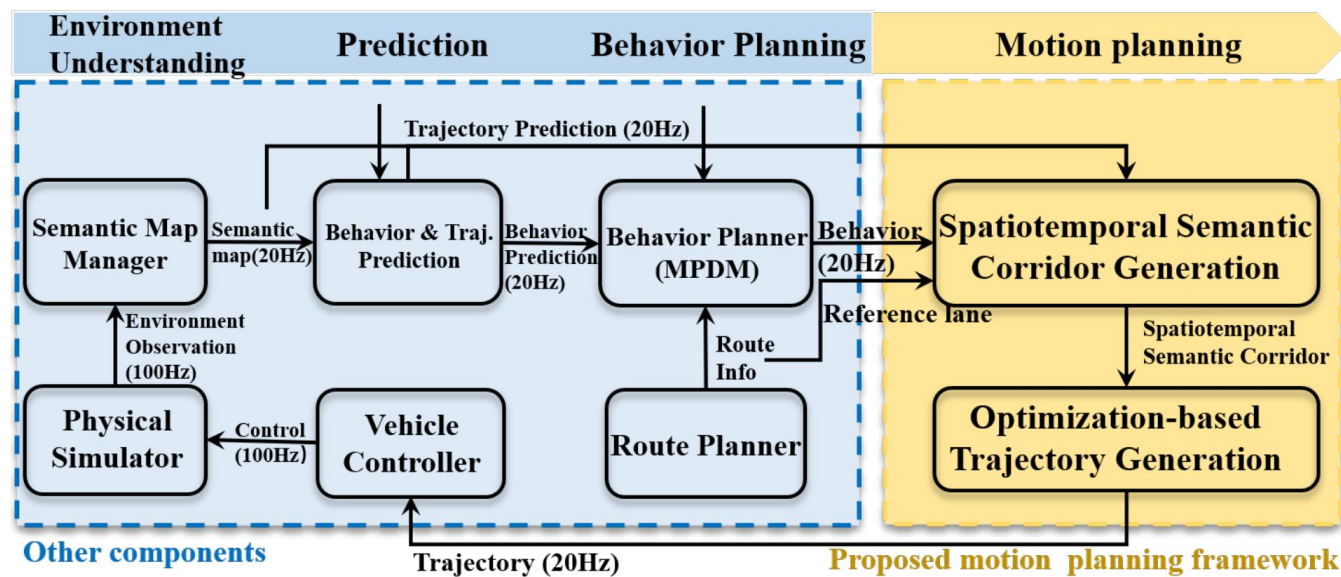 Environment
Understanding
Prediction
Behavior Planning
Motion planning
Trajectory Prediction (20Hz)
Semantic Map
Manager
Semantic
map(20Hz)
Behavior & Traj.
Prediction
Behavior
Prediction
(20Hz)
Behavior Planner
(MPDM)
Behavior
(20Hz)
Spatiotemporal Semantic
Corridor Generation
Environment
Observation
(100Hz)
Route
Info
Reference lane
Spatiotemporal
Semantic Corridor
Physical
Simulator
Control
(100Hz)
Vehicle
Controller
Route Planner
Optimization-based
Trajectory Generation
Other components
Trajectory (20Hz)
Proposed motion planning framework